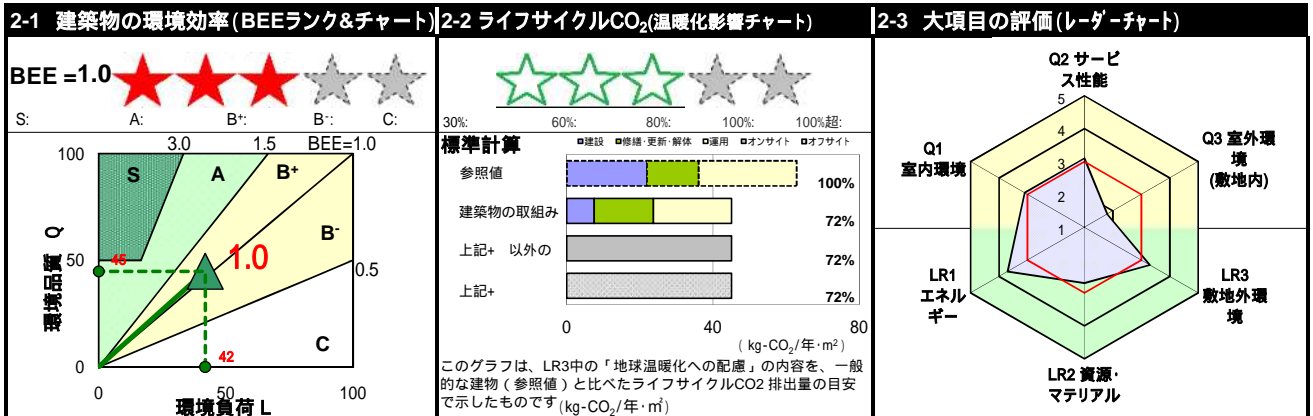 2-1 建築物の環境効率(BEEランク&チャート)
BEE =1.0
S: A: B⁺: B⁻: C:
3.0 1.5 BEE=1.0
100
S A B⁺
B⁻
50
45
1.0
0.5
42
C
0
0 50 100
環境品質 Q
環境負荷 L
2-2 ライフサイクルCO₂(温暖化影響チャート)
30%: 60%: 80%: 100%: 100%超:
標準計算
建設 修繕・更新・解体 運用 オンサイト オフサイト
参照値 100%
建築物の取組み 72%
上記+ 以外の 72%
上記+ 72%
0 40 80
( kg-CO₂/年・m²)
このグラフは、LR3中の「地球温暖化への配慮」の内容を、一般
的な建物(参照値)と比べたライフサイクルCO2 排出量の目安
で示したものです(kg-CO₂/年・㎡)
2-3 大項目の評価(レーダーチャート)
Q2 サービ
ス性能
5
4
3
2
1
Q1
室内環境
Q3 室外環
境
(敷地内)
LR1
エネル
ギー
LR3
敷地外環
境
LR2 資源・
マテリアル